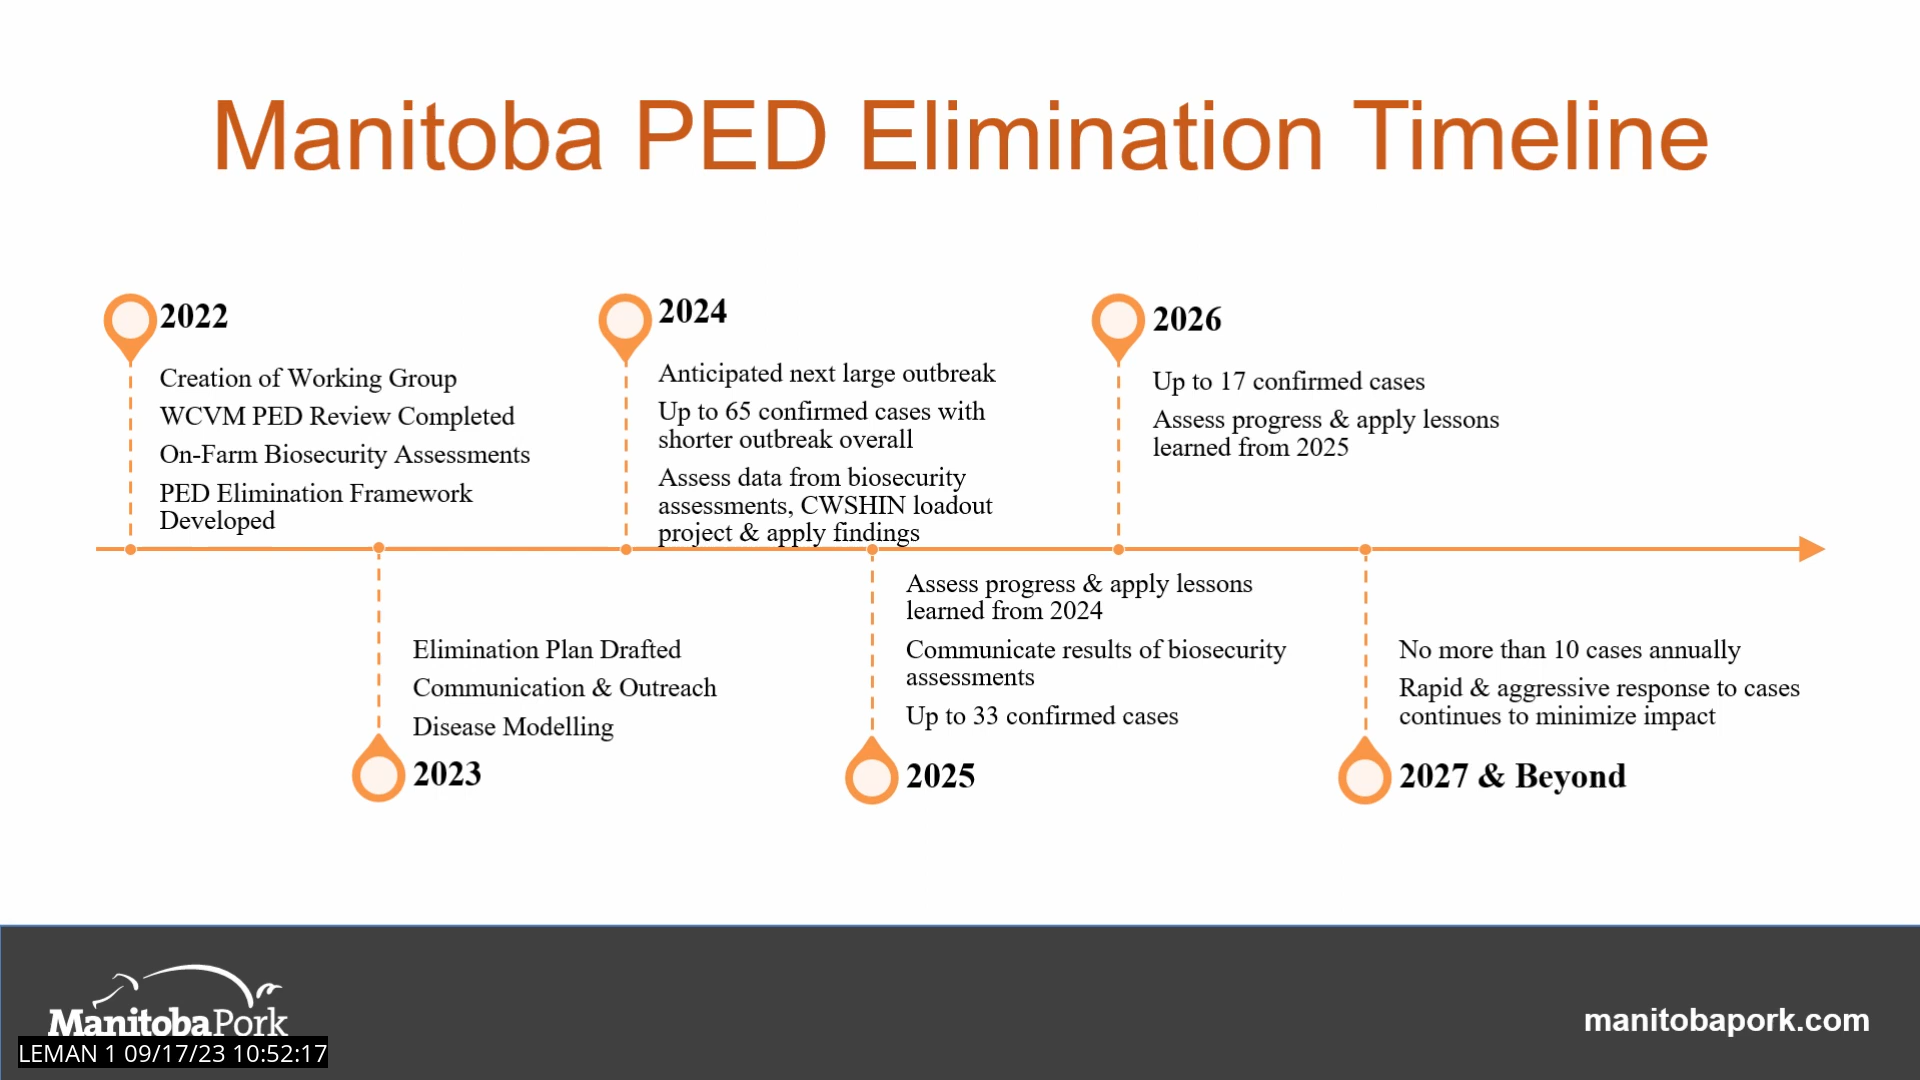 Manitoba PED Elimination Timeline
2022
Creation of Working Group
WCVM PED Review Completed
On-Farm Biosecurity Assessments
PED Elimination Framework
Developed
2024
Anticipated next large outbreak
Up to 65 confirmed cases with
shorter outbreak overall
Assess data from biosecurity
assessments, CWSHIN loadout
project & apply findings
2026
Up to 17 confirmed cases
Assess progress & apply lessons
learned from 2025
Elimination Plan Drafted
Communication & Outreach
Disease Modelling
2023
Assess progress & apply lessons
learned from 2024
Communicate results of biosecurity
assessments
Up to 33 confirmed cases
2025
No more than 10 cases annually
Rapid & aggressive response to cases
continues to minimize impact
2027 & Beyond
ManitobaPork
manitobapork.com
LEMAN 1 09/17/23 10:52:17